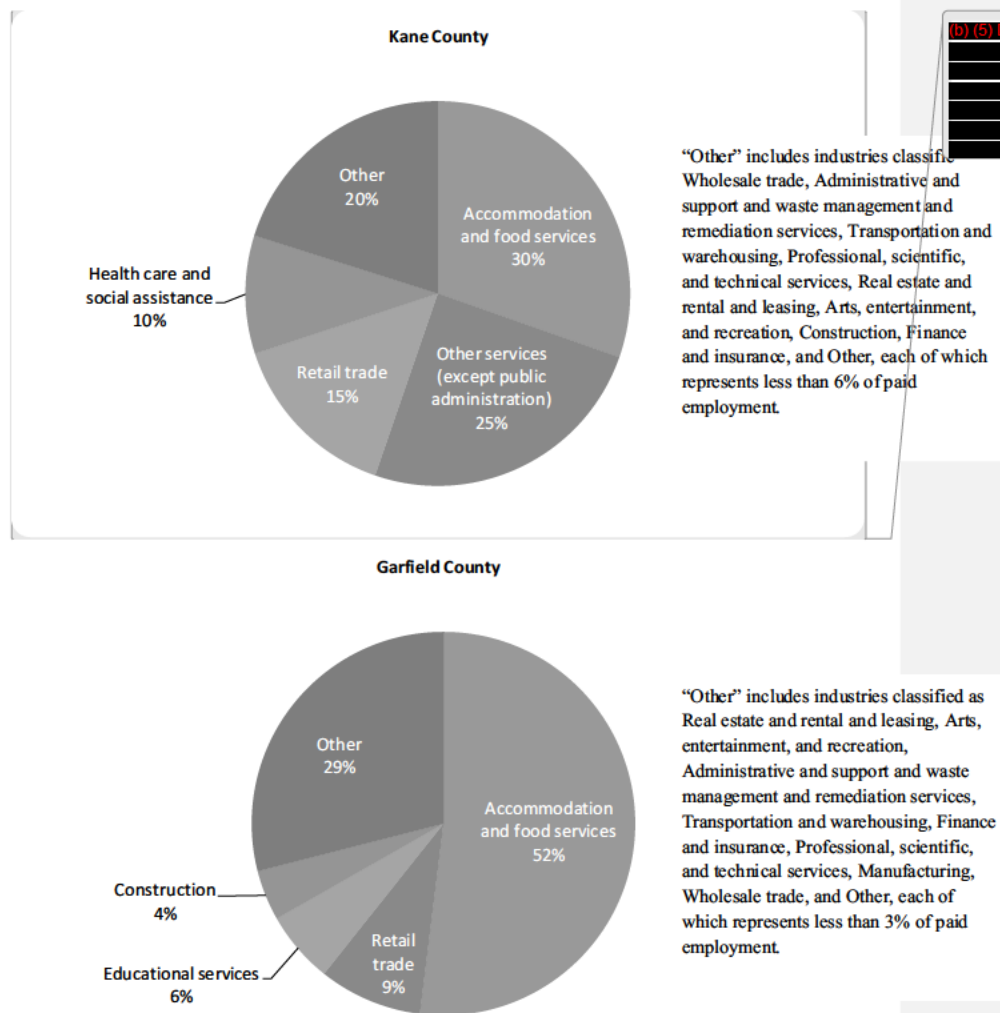 Kane County
(b) (5)
Other
20%
Accommodation
and food services
30%
Health care and
social assistance
10%
Retail trade
15%
Other services
(except public
administration)
25%
"Other" includes industries
Wholesale trade, Administrative and
support and waste management and
remediation services, Transportation and
warehousing, Professional, scientific,
and technical services, Real estate and
rental and leasing, Arts, entertainment,
and recreation, Construction, Finance
and insurance, and Other, each of which
represents less than 6% of paid
employment.
Garfield County
Other
29%
Accommodation
and food services
52%
Construction
4%
Educational services
6%
Retail
trade
9%
"Other" includes industries classified as
Real estate and rental and leasing, Arts,
entertainment, and recreation,
Administrative and support and waste
management and remediation services,
Transportation and warehousing, Finance
and insurance, Professional, scientific,
and technical services, Manufacturing,
Wholesale trade, and Other, each of
which represents less than 3% of paid
employment.